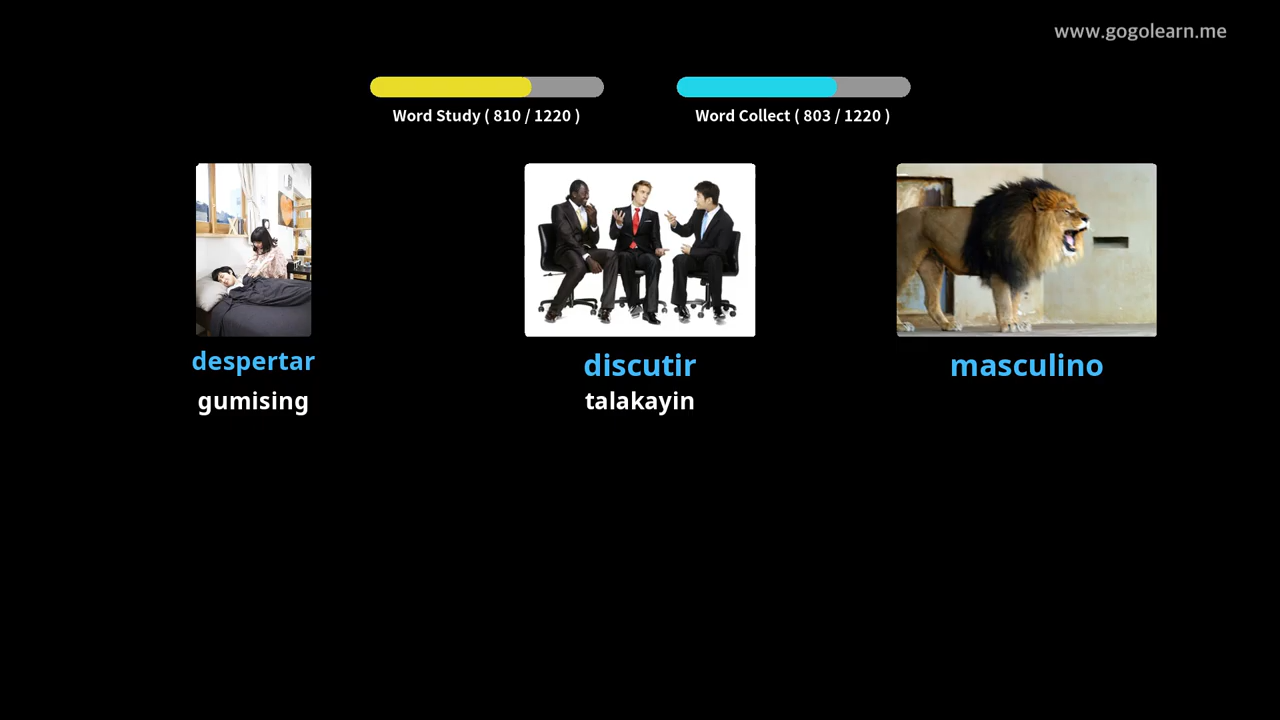 www.gogolearn.me
Word Study ( 810 / 1220 )
Word Collect ( 803 / 1220 )
despertar
gumising
discutir
talakayin
masculino